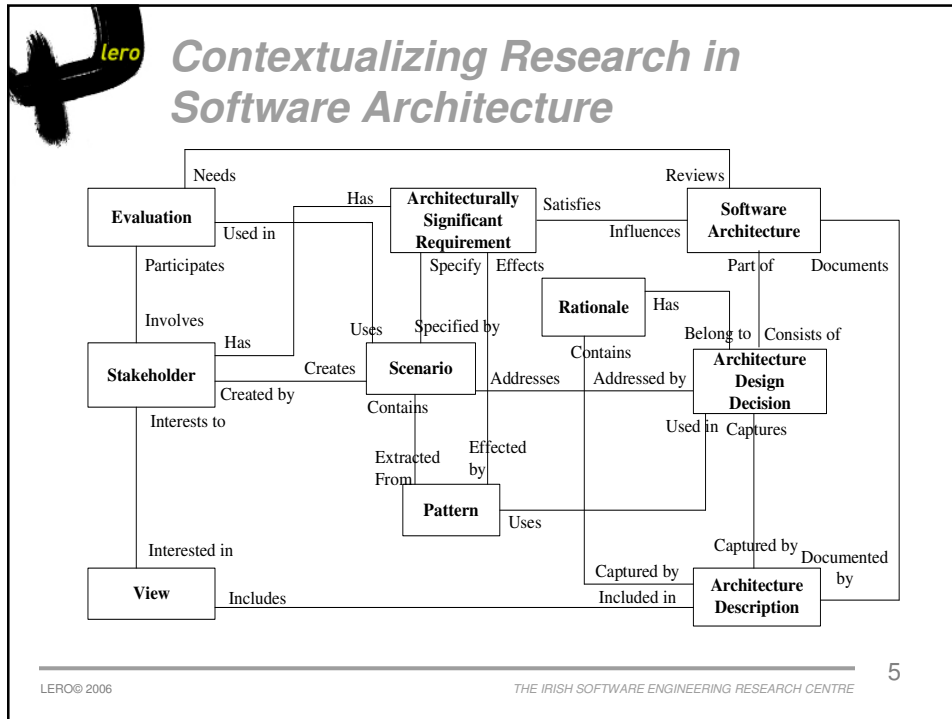 lero
Contextualizing Research in
Software Architecture
Needs
Reviews
Evaluation
Has
Architecturally
Significant
Requirement
Satisfies
Influences
Software
Architecture
Used in
Participates
Specify
Effects
Part of
Documents
Rationale
Has
Involves
Uses
Specified by
Belong to
Consists of
Has
Contains
Stakeholder
Creates
Created by
Scenario
Addresses
Addressed by
Architecture
Design
Decision
Interests to
Contains
Used in
Captures
Extracted
From
Effected
by
Pattern
Uses
Interested in
Captured by
Documented
by
View
Includes
Captured by
Included in
Architecture
Description
LERO© 2006
THE IRISH SOFTWARE ENGINEERING RESEARCH CENTRE
5